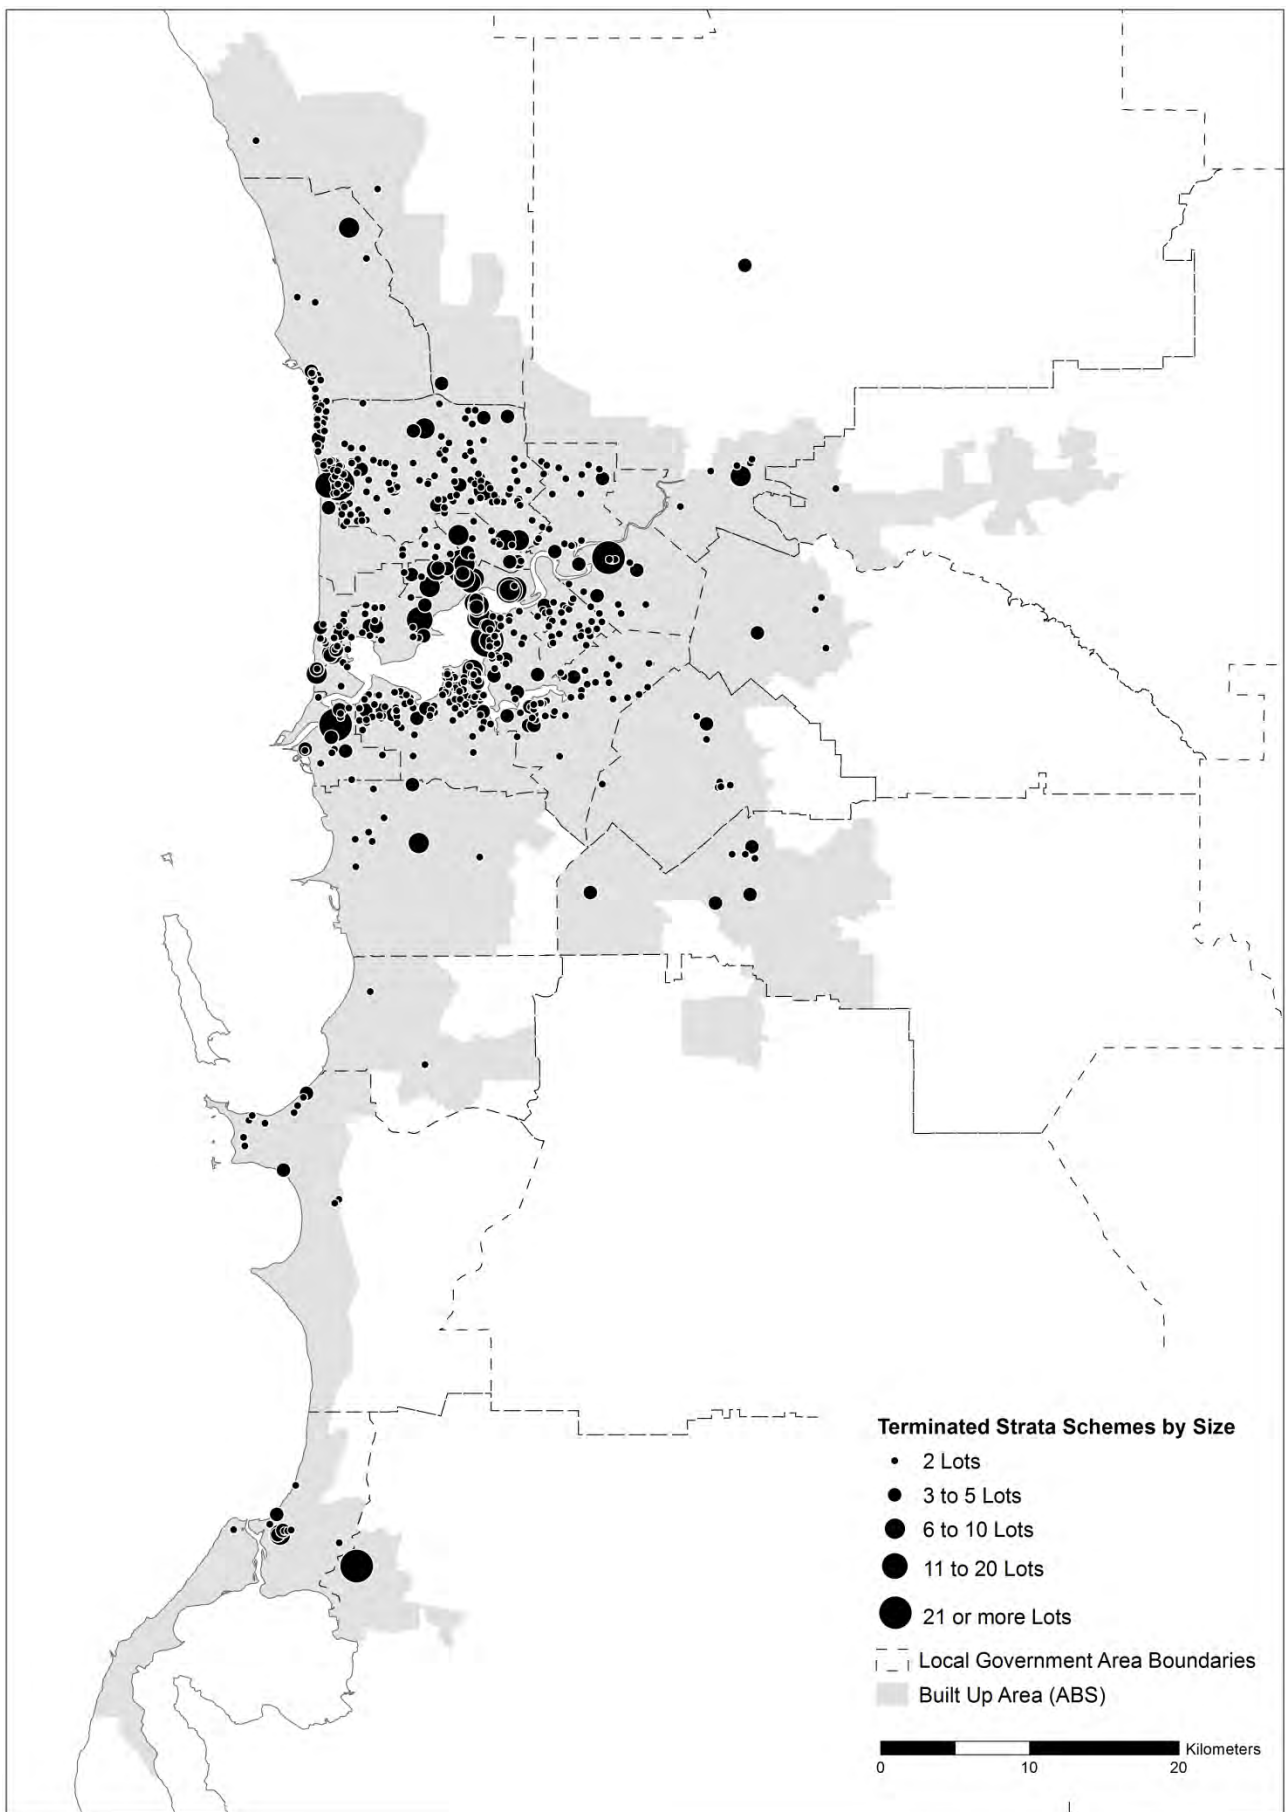 Terminated Strata Schemes by Size
2 Lots
3 to 5 Lots
6 to 10 Lots
11 to 20 Lots
21 or more Lots
Local Government Area Boundaries
Built Up Area (ABS)
Kilometers
0 10 20